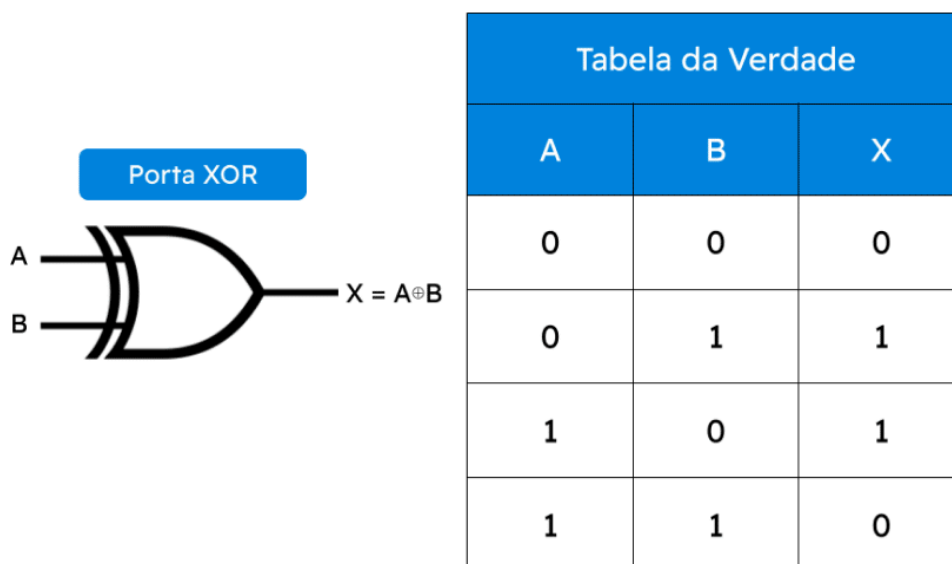 Porta XOR
A
B
X = A⊕B
Tabela da Verdade
A B X
0 0 0
0 1 1
1 0 1
1 1 0